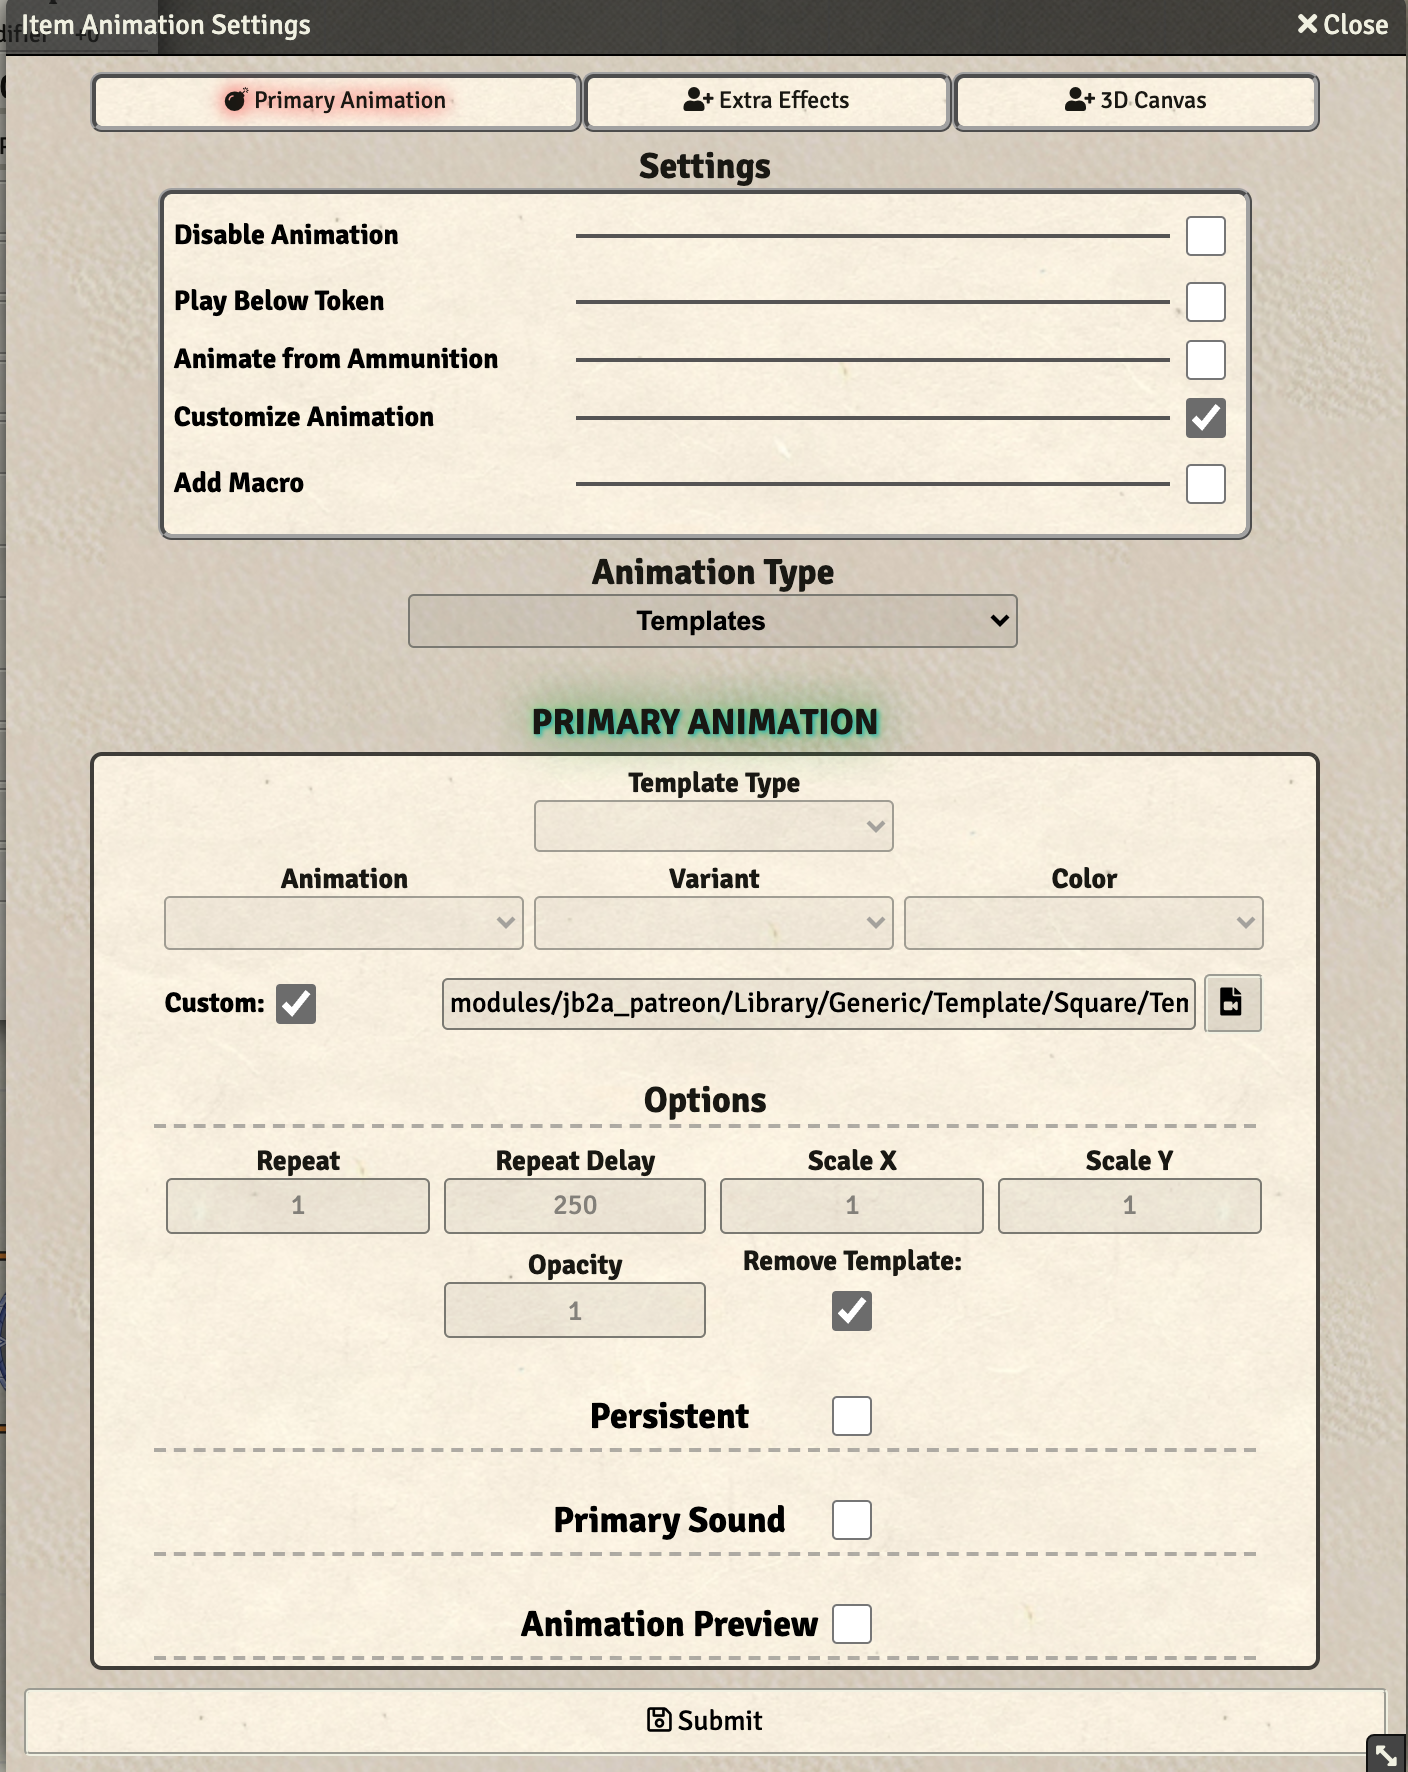 Item Animation Settings
Close
Primary Animation
Extra Effects
3D Canvas
Settings
Disable Animation
Play Below Token
Animate from Ammunition
Customize Animation
Add Macro
Animation Type
Templates
PRIMARY ANIMATION
Template Type
Animation Variant Color
Custom: modules/jb2a_patreon/Library/Generic/Template/Square/Tem
Options
Repeat Repeat Delay Scale X Scale Y
1 250 1 1
Opacity Remove Template:
1
Persistent
Primary Sound
Animation Preview
Submit